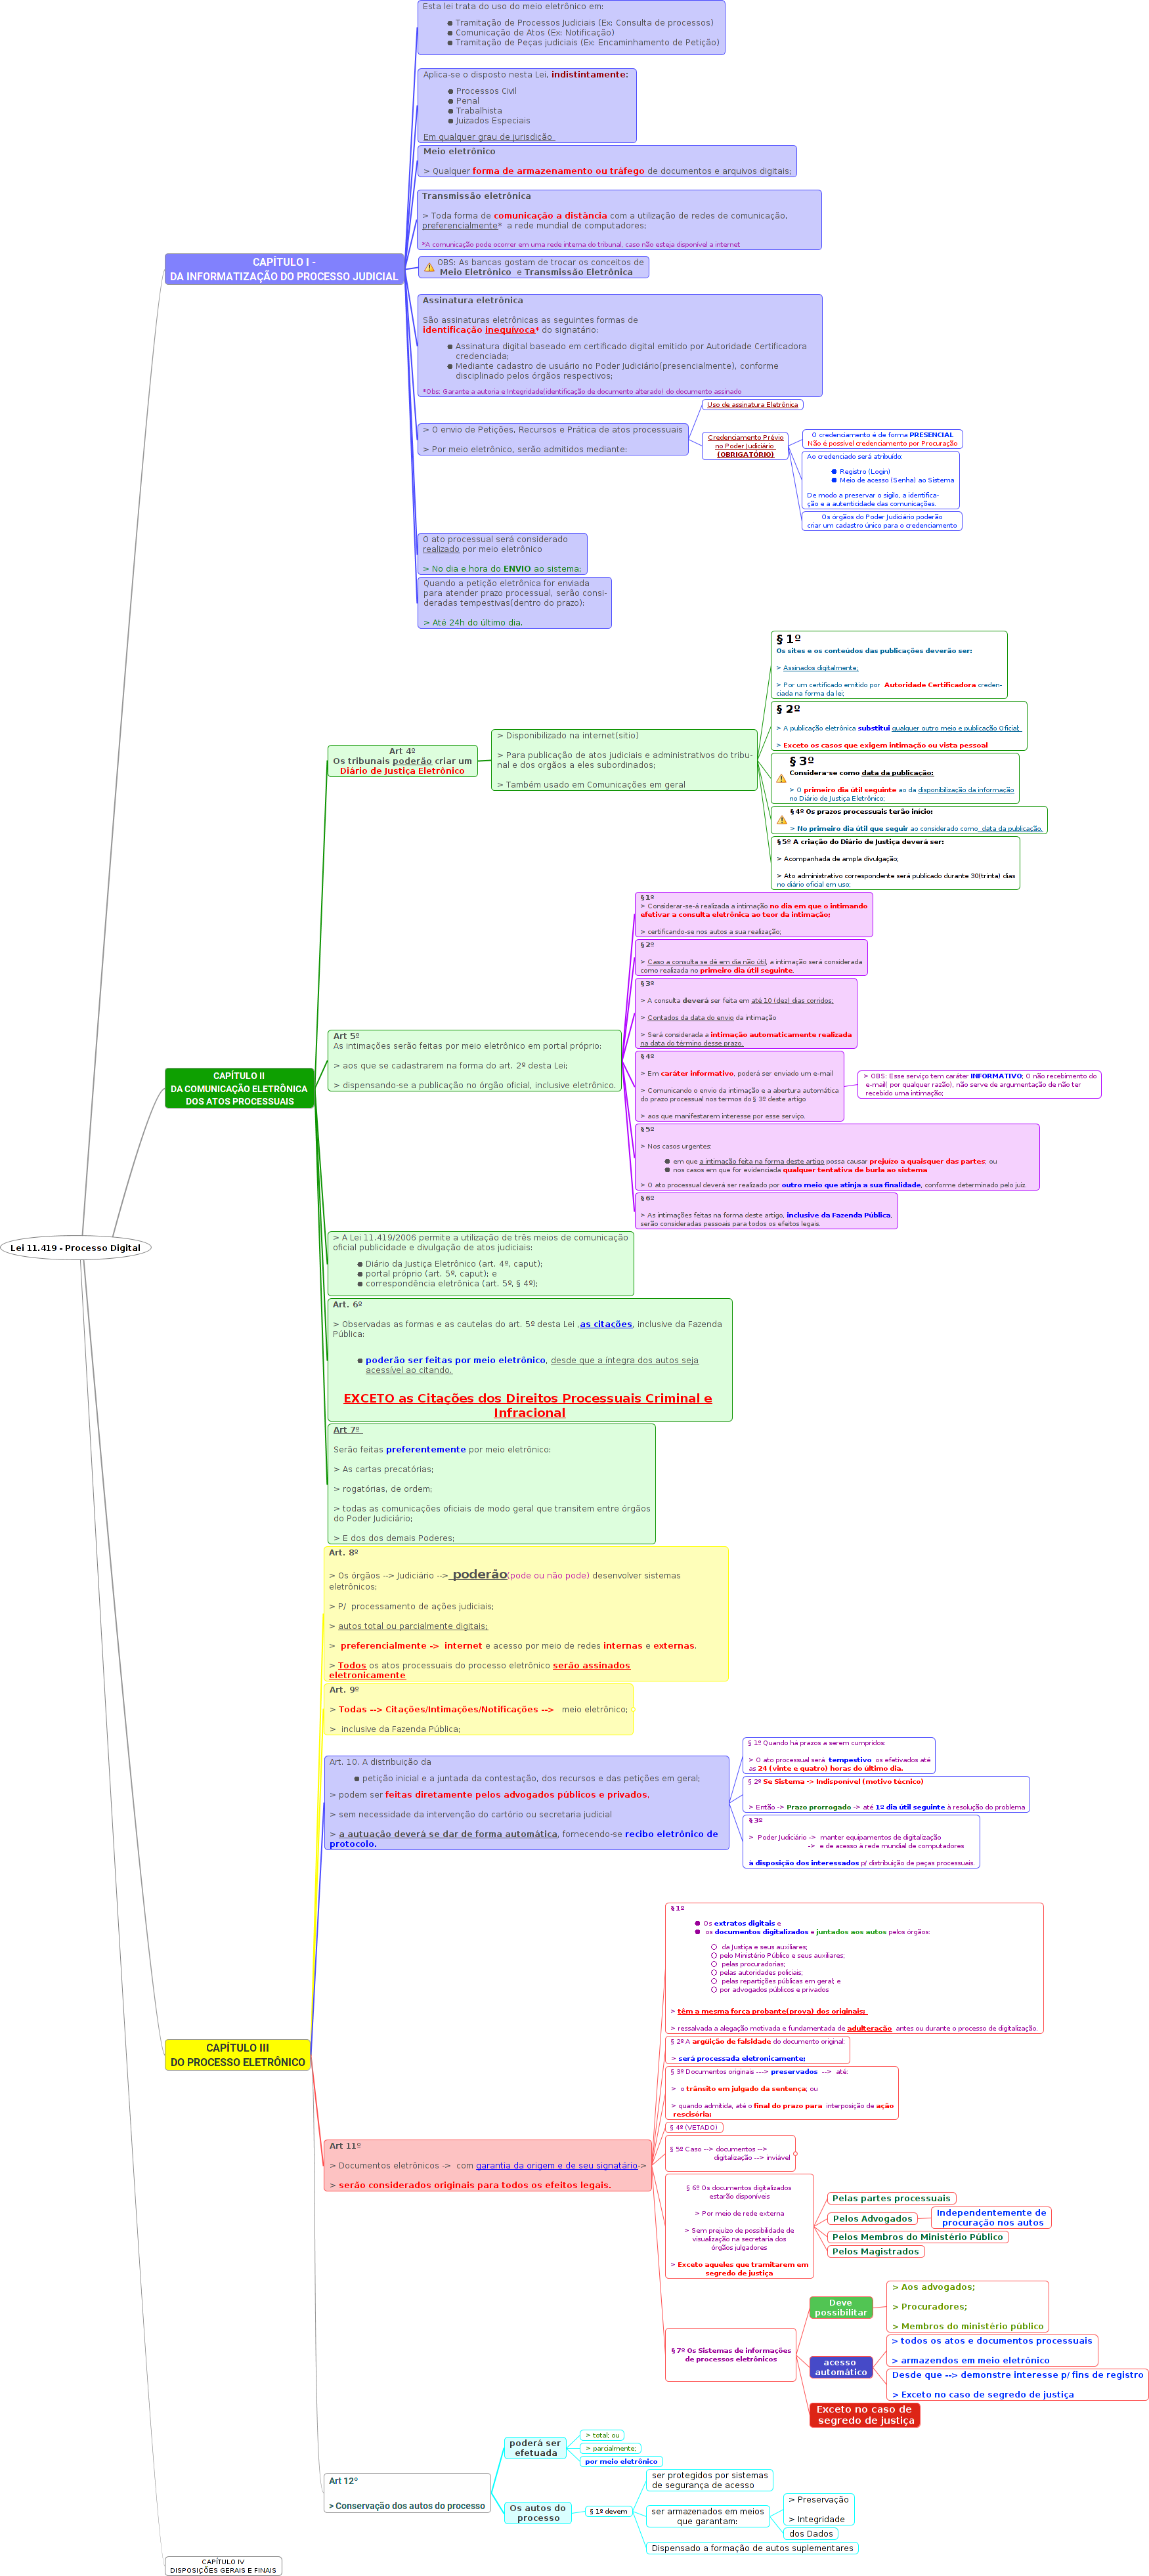 Lei 11.419 - Processo Digital
CAPÍTULO I -
DA INFORMATIZAÇÃO DO PROCESSO JUDICIAL
Esta lei trata do uso do meio eletrônico em:
● Tramitação de Processos Judiciais (Ex: Consulta de processos)
● Comunicação de Atos (Ex: Notificação)
● Tramitação de Peças judiciais (Ex: Encaminhamento de Petição)
Aplica-se o disposto nesta Lei, indistintamente:
● Processos Civil
● Penal
● Trabalhista
● Juizados Especiais
Em qualquer grau de jurisdição
Meio eletrônico
> Qualquer forma de armazenamento ou tráfego de documentos e arquivos digitais;
Transmissão eletrônica
> Toda forma de comunicação a distância com a utilização de redes de comunicação,
preferencialmente* a rede mundial de computadores;
*A comunicação pode ocorrer em uma rede interna do tribunal, caso não esteja disponível a internet
OBS: As bancas gostam de trocar os conceitos de
Meio Eletrônico e Transmissão Eletrônica
Assinatura eletrônica
São assinaturas eletrônicas as seguintes formas de
identificação inequívoca* do signatário:
● Assinatura digital baseado em certificado digital emitido por Autoridade Certificadora
credenciada;
● Mediante cadastro de usuário no Poder Judiciário(presencialmente), conforme
disciplinado pelos órgãos respectivos;
*Obs: Garante a autoria e Integridade(identificação de documento alterado) do documento assinado
> O envio de Petições, Recursos e Prática de atos processuais
> Por meio eletrônico, serão admitidos mediante:
Uso de assinatura Eletrônica
Credenciamento Prévio
no Poder Judiciário
(OBRIGATÓRIO)
O credenciamento é de forma PRESENCIAL
Não é possível credenciamento por Procuração
Ao credenciado será atribuído:
● Registro (Login)
● Meio de acesso (Senha) ao Sistema
De modo a preservar o sigilo, a identifica-
ção e a autenticidade das comunicações.
Os órgãos do Poder Judiciário poderão
criar um cadastro único para o credenciamento
O ato processual será considerado
realizado por meio eletrônico
> No dia e hora do ENVIO ao sistema;
Quando a petição eletrônica for enviada
para atender prazo processual, serão consi-
deradas tempestivas(dentro do prazo):
> Até 24h do último dia.
CAPÍTULO II
DA COMUNICAÇÃO ELETRÔNICA
DOS ATOS PROCESSUAIS
Art 4º
Os tribunais poderão criar um
Diário de Justiça Eletrônico
> Disponibilizado na internet(sitio)
> Para publicação de atos judiciais e administrativos do tribu-
nal e dos orgãos a eles subordinados;
> Também usado em Comunicações em geral
§ 1º
Os sites e os conteúdos das publicações deverão ser:
> Assinados digitalmente;
> Por um certificado emitido por Autoridade Certificadora creden-
ciada na forma da lei;
§ 2º
> A publicação eletrônica substitui qualquer outro meio e publicação Oficial;
> Exceto os casos que exigem intimação ou vista pessoal
§ 3º
Considera-se como data da publicação:
> O primeiro dia útil seguinte ao da disponibilização da informação
no Diário de Justiça Eletrônico;
§ 4º Os prazos processuais terão início:
> No primeiro dia útil que seguir ao considerado como data da publicação.
§ 5º A criação do Diário de Justiça deverá ser:
> Acompanhada de ampla divulgação;
> Ato administrativo correspondente será publicado durante 30(trinta) dias
no diário oficial em uso;
Art 5º
As intimações serão feitas por meio eletrônico em portal próprio:
> aos que se cadastrarem na forma do art. 2º desta Lei;
> dispensando-se a publicação no órgão oficial, inclusive eletrônico.
§ 1º
> Considerar-se-á realizada a intimação no dia em que o intimando
efetivar a consulta eletrônica ao teor da intimação;
> certificando-se nos autos a sua realização;
§ 2º
> Caso a consulta se dê em dia não útil, a intimação será considerada
como realizada no primeiro dia útil seguinte.
§ 3º
> A consulta deverá ser feita em até 10 (dez) dias corridos;
> Contados da data do envio da intimação
> Será considerada a intimação automaticamente realizada
na data do término desse prazo.
§ 4º
> Em caráter informativo, poderá ser enviado um e-mail
> Comunicando o envio da intimação e a abertura automática
do prazo processual nos termos do § 3º deste artigo
> aos que manifestarem interesse por esse serviço.
> OBS: Esse serviço tem caráter INFORMATIVO; O não recebimento do
e-mail( por qualquer razão), não serve de argumentação de não ter
recebido uma intimação;
§ 5º
> Nos casos urgentes:
● em que a intimação feita na forma deste artigo possa causar prejuízo a quaisquer das partes; ou
● nos casos em que for evidenciada qualquer tentativa de burla ao sistema
> O ato processual deverá ser realizado por outro meio que atinja a sua finalidade, conforme determinado pelo juiz.
§ 6º
> As intimações feitas na forma deste artigo, inclusive da Fazenda Pública,
serão consideradas pessoais para todos os efeitos legais.
> A Lei 11.419/2006 permite a utilização de três meios de comunicação
oficial publicidade e divulgação de atos judiciais:
● Diário da Justiça Eletrônico (art. 4º, caput);
● portal próprio (art. 5º, caput); e
● correspondência eletrônica (art. 5º, § 4º);
Art. 6º
> Observadas as formas e as cautelas do art. 5º desta Lei ,as citações, inclusive da Fazenda
Pública:
● poderão ser feitas por meio eletrônico, desde que a íntegra dos autos seja
acessível ao citando.
EXCETO as Citações dos Direitos Processuais Criminal e
Infracional
Art 7º
Serão feitas preferentemente por meio eletrônico:
> As cartas precatórias;
> rogatórias, de ordem;
> todas as comunicações oficiais de modo geral que transitem entre órgãos
do Poder Judiciário;
> E dos dos demais Poderes;
CAPÍTULO III
DO PROCESSO ELETRÔNICO
Art. 8º
> Os órgãos --> Judiciário --> poderão(pode ou não pode) desenvolver sistemas
eletrônicos;
> P/ processamento de ações judiciais;
> autos total ou parcialmente digitais;
> preferencialmente -> internet e acesso por meio de redes internas e externas.
> Todos os atos processuais do processo eletrônico serão assinados
eletronicamente
Art. 9º
> Todas --> Citações/Intimações/Notificações --> meio eletrônico;
> inclusive da Fazenda Pública;
Art. 10. A distribuição da
● petição inicial e a juntada da contestação, dos recursos e das petições em geral;
> podem ser feitas diretamente pelos advogados públicos e privados,
> sem necessidade da intervenção do cartório ou secretaria judicial
> a autuação deverá se dar de forma automática, fornecendo-se recibo eletrônico de
protocolo.
§ 1º Quando há prazos a serem cumpridos:
> O ato processual será tempestivo os efetivados até
as 24 (vinte e quatro) horas do último dia.
§ 2º Se Sistema -> Indisponível (motivo técnico)
> Então -> Prazo prorrogado -> até 1º dia útil seguinte à resolução do problema
§ 3º
> Poder Judiciário -> manter equipamentos de digitalização
-> e de acesso à rede mundial de computadores
à disposição dos interessados p/ distribuição de peças processuais.
Art 11º
> Documentos eletrônicos -> com garantia da origem e de seu signatário->
> serão considerados originais para todos os efeitos legais.
§ 1º
● Os extratos digitais e
● os documentos digitalizados e juntados aos autos pelos órgãos:
○ da Justiça e seus auxiliares;
○ pelo Ministério Público e seus auxiliares;
○ pelas procuradorias;
○ pelas autoridades policiais;
○ pelas repartições públicas em geral; e
○ por advogados públicos e privados
> têm a mesma força probante(prova) dos originais;
> ressalvada a alegação motivada e fundamentada de adulteração antes ou durante o processo de digitalização.
§ 2º A arguição de falsidade do documento original:
> será processada eletronicamente;
§ 3º Documentos originais ---> preservados --> até:
> o trânsito em julgado da sentença; ou
> quando admitida, até o final do prazo para interposição de ação
rescisória;
§ 4º (VETADO)
§ 5º Caso --> documentos -->
digitalização --> inviável
§ 6º Os documentos digitalizados
estarão disponíveis
> Por meio de rede externa
> Sem prejuízo de possibilidade de
visualização na secretaria dos
órgãos julgadores
> Exceto aqueles que tramitarem em
segredo de justiça
Pelas partes processuais
Pelos Advogados
Independentemente de
procuração nos autos
Pelos Membros do Ministério Público
Pelos Magistrados
§ 7º Os Sistemas de informações
de processos eletrônicos
Deve
possibilitar
> Aos advogados;
> Procuradores;
> Membros do ministério público
acesso
automático
> todos os atos e documentos processuais
> armazendos em meio eletrônico
Desde que --> demonstre interesse p/ fins de registro
> Exceto no caso de segredo de justiça
Exceto no caso de
segredo de justiça
Art 12º
> Conservação dos autos do processo
poderá ser
efetuada
> total; ou
> parcialmente;
por meio eletrônico
Os autos do
processo
§ 1º devem
ser protegidos por sistemas
de segurança de acesso
ser armazenados em meios
que garantam:
> Preservação
> Integridade
dos Dados
Dispensado a formação de autos suplementares
CAPÍTULO IV
DISPOSIÇÕES GERAIS E FINAIS